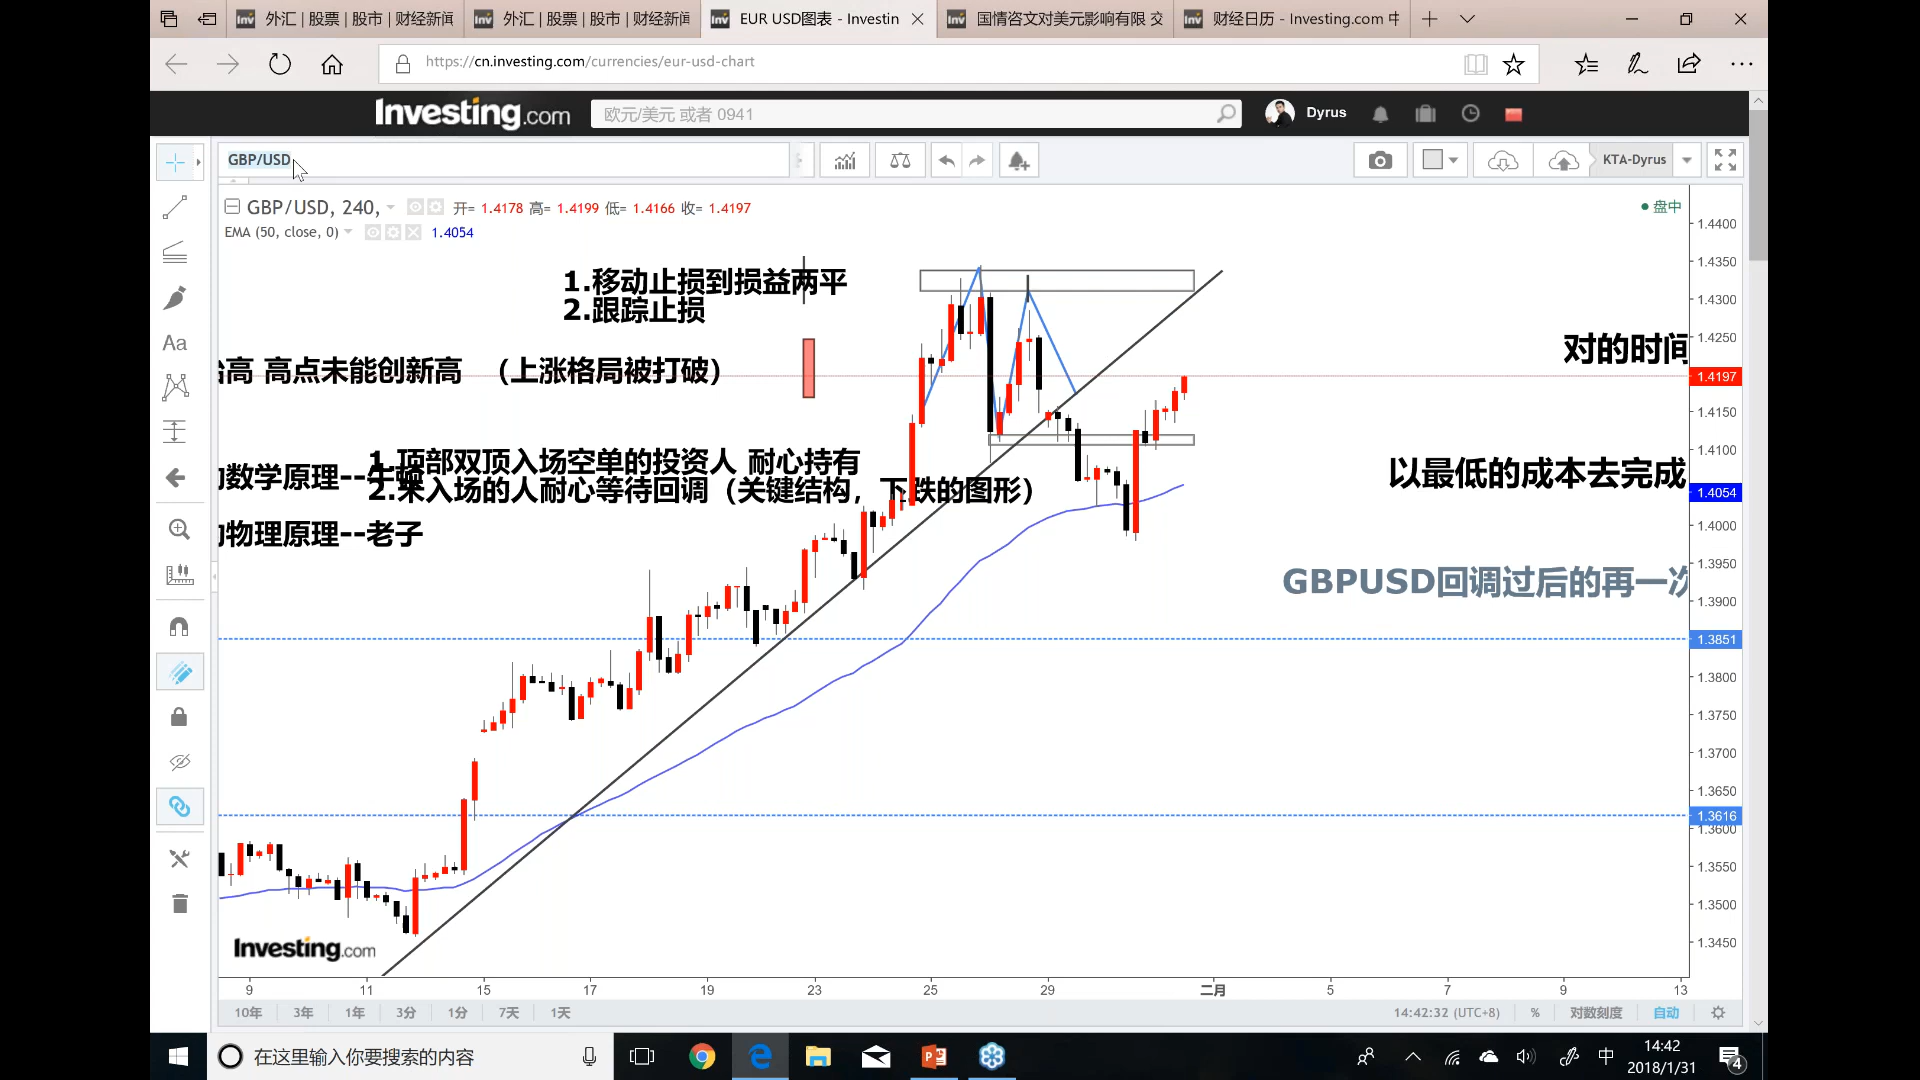 外汇 | 股票 | 股市 | 财经新闻
外汇 | 股票 | 股市 | 财经新闻
EUR USD图表 - Investin
国情咨文对美元影响有限 交
财经日历 - Investing.com 中
https://cn.investing.com/currencies/eur-usd-chart
Investing.com
欧元/美元 或者 0941
Dyrus
GBP/USD
KTA-Dyrus
GBP/USD, 240,
开= 1.4178 高= 1.4199 低= 1.4166 收= 1.4197
盘中
EMA (50, close, 0)
1.4054
1.移动止损到损益两平
2.跟踪止损
高 高点未能创新高 （上涨格局被打破）
对的时间
1.顶部双顶入场空单的投资人 耐心持有
数学原理--牛顿
2.未入场的人耐心等待回调（关键结构，下跌的图形）
以最低的成本去完成
物理原理--老子
GBPUSD回调过后的再一次
Aa
1.4400
1.4350
1.4300
1.4250
1.4197
1.4150
1.4100
1.4054
1.4000
1.3950
1.3900
1.3851
1.3800
1.3750
1.3700
1.3650
1.3616
1.3600
1.3550
1.3500
1.3450
Investing.com
9 11 15 17 19 23 25 29 二月 5 7 9 13
10年 3年 1年 3分 1分 7天 1天
14:42:32 (UTC+8) % 对数刻度 自动
在这里输入你要搜索的内容
中
14:42
2018/1/31
4